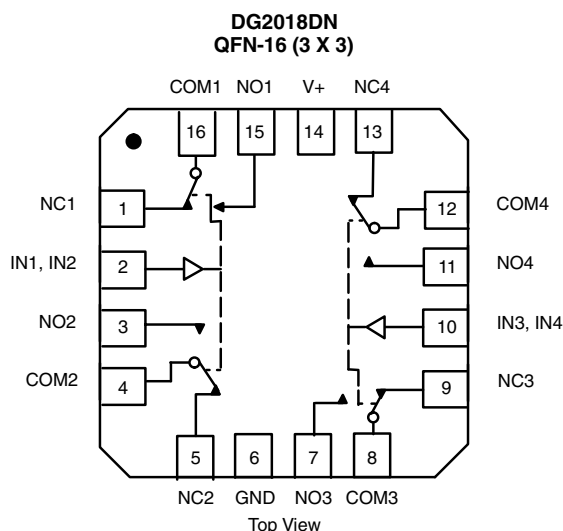 DG2018DN
QFN-16 (3 X 3)
COM1 NO1 V+ NC4
16 15 14 13
NC1 1 12 COM4
IN1, IN2 2 11 NO4
NO2 3 10 IN3, IN4
COM2 4 9 NC3
5 6 7 8
NC2 GND NO3 COM3
Top View